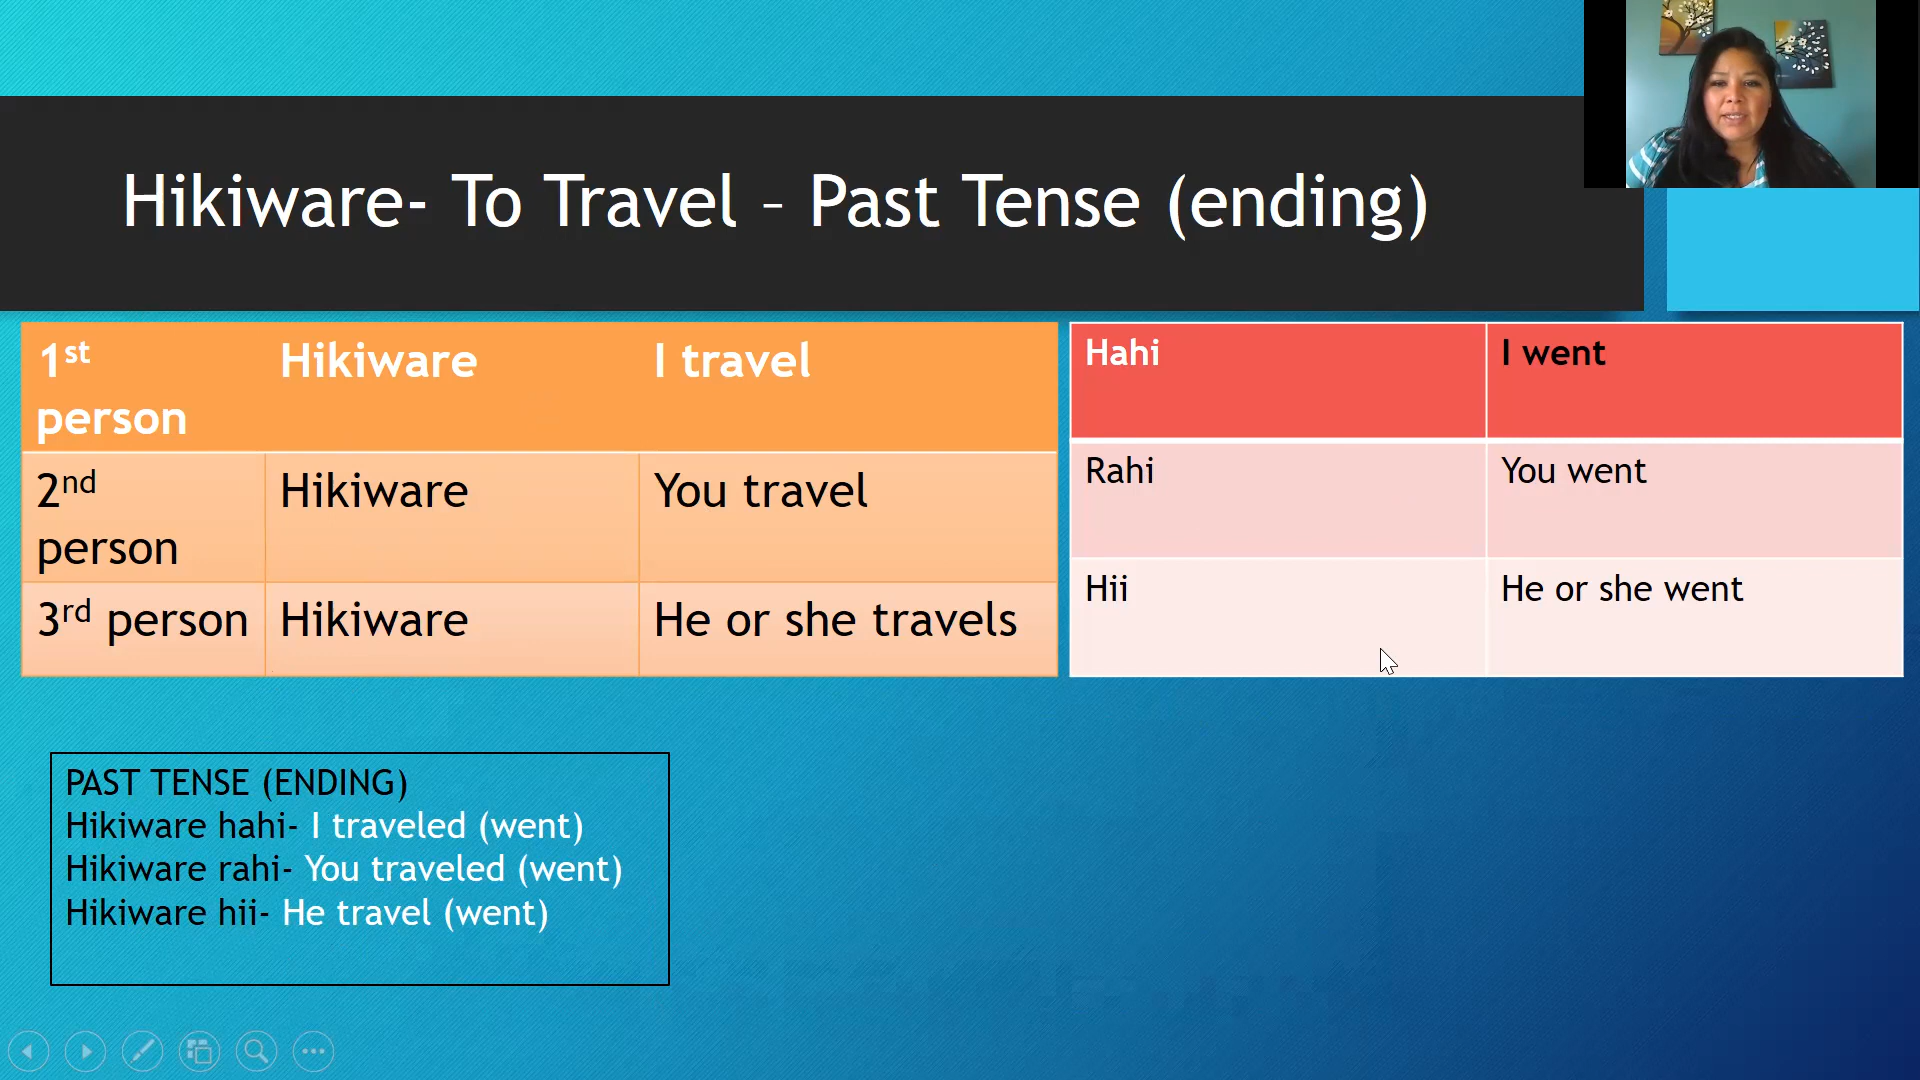 Hikiware- To Travel – Past Tense (ending)
1st person Hikiware I travel
2nd person Hikiware You travel
3rd person Hikiware He or she travels
Hahi I went
Rahi You went
Hii He or she went
PAST TENSE (ENDING)
Hikiware hahi- I traveled (went)
Hikiware rahi- You traveled (went)
Hikiware hii- He travel (went)